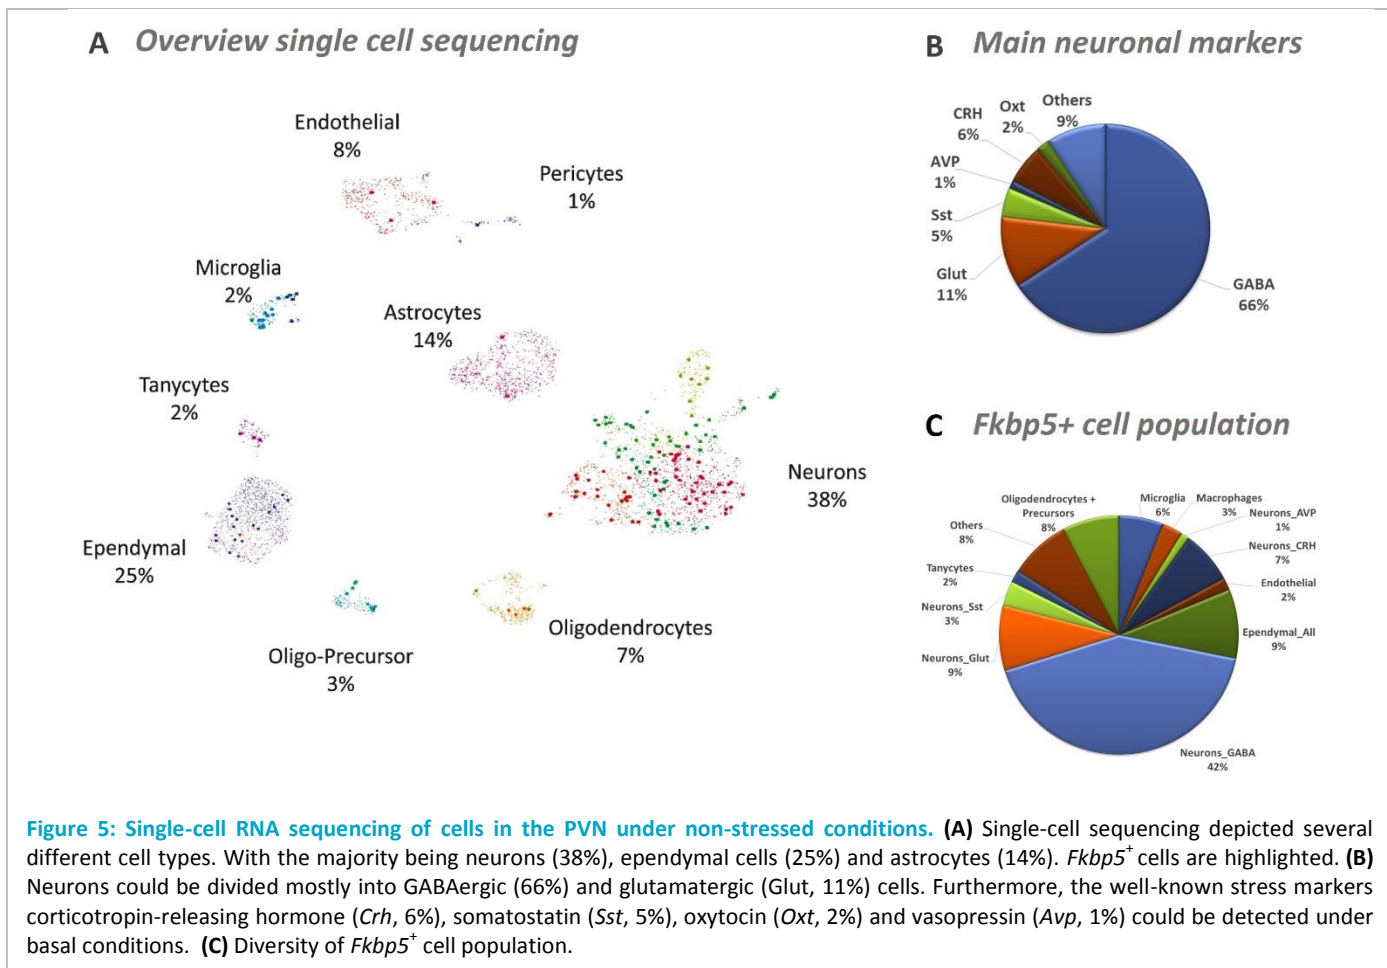 A Overview single cell sequencing
Endothelial
8%
Pericytes
1%
Microglia
2%
Astrocytes
14%
Tanycytes
2%
Neurons
38%
Ependymal
25%
Oligodendrocytes
7%
Oligo-Precursor
3%
B Main neuronal markers
Others
9%
Oxt
2%
CRH
6%
AVP
1%
Sst
5%
Glut
11%
GABA
66%
C Fkbp5+ cell population
Oligodendrocytes +
Precursors
8%
Microglia
6%
Macrophages
3%
Neurons_AVP
1%
Neurons_CRH
7%
Endothelial
2%
Ependymal_All
9%
Neurons_GABA
42%
Neurons_Glut
9%
Neurons_Sst
3%
Tanycytes
2%
Others
8%
Figure 5: Single-cell RNA sequencing of cells in the PVN under non-stressed conditions. (A) Single-cell sequencing depicted several
different cell types. With the majority being neurons (38%), ependymal cells (25%) and astrocytes (14%). Fkbp5+ cells are highlighted. (B)
Neurons could be divided mostly into GABAergic (66%) and glutamatergic (Glut, 11%) cells. Furthermore, the well-known stress markers
corticotropin-releasing hormone (Crh, 6%), somatostatin (Sst, 5%), oxytocin (Oxt, 2%) and vasopressin (Avp, 1%) could be detected under
basal conditions. (C) Diversity of Fkbp5+ cell population.